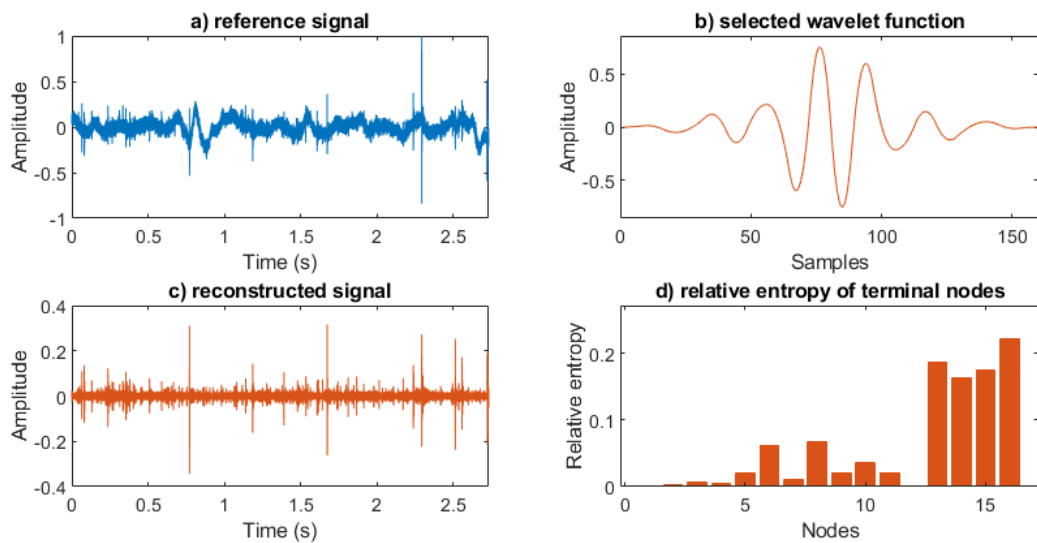 a) reference signal
Amplitude
1
0.5
0
-0.5
-1
0 0.5 1 1.5 2 2.5
Time (s)
b) selected wavelet function
Amplitude
0.5
0
-0.5
0 50 100 150
Samples
c) reconstructed signal
Amplitude
0.4
0.2
0
-0.2
-0.4
0 0.5 1 1.5 2 2.5
Time (s)
d) relative entropy of terminal nodes
Relative entropy
0.2
0.1
0
0 5 10 15
Nodes